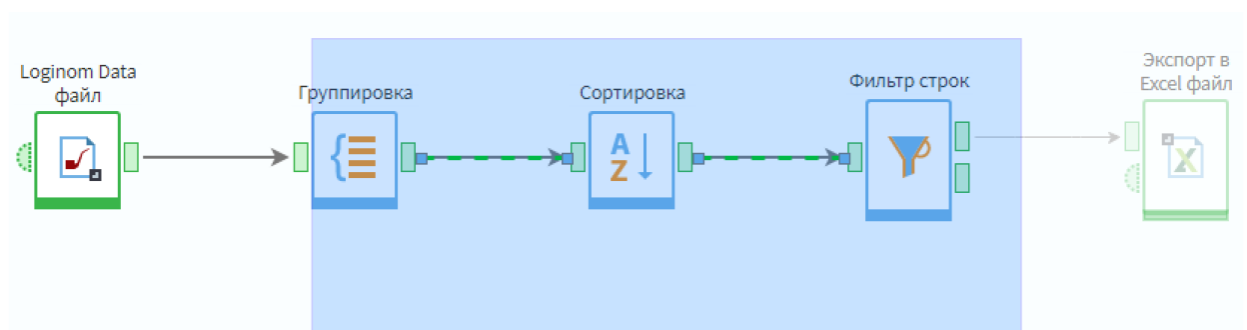 Loginom Data
файл
Группировка
Сортировка
A
Z
Фильтр строк
Экспорт в
Excel файл
X